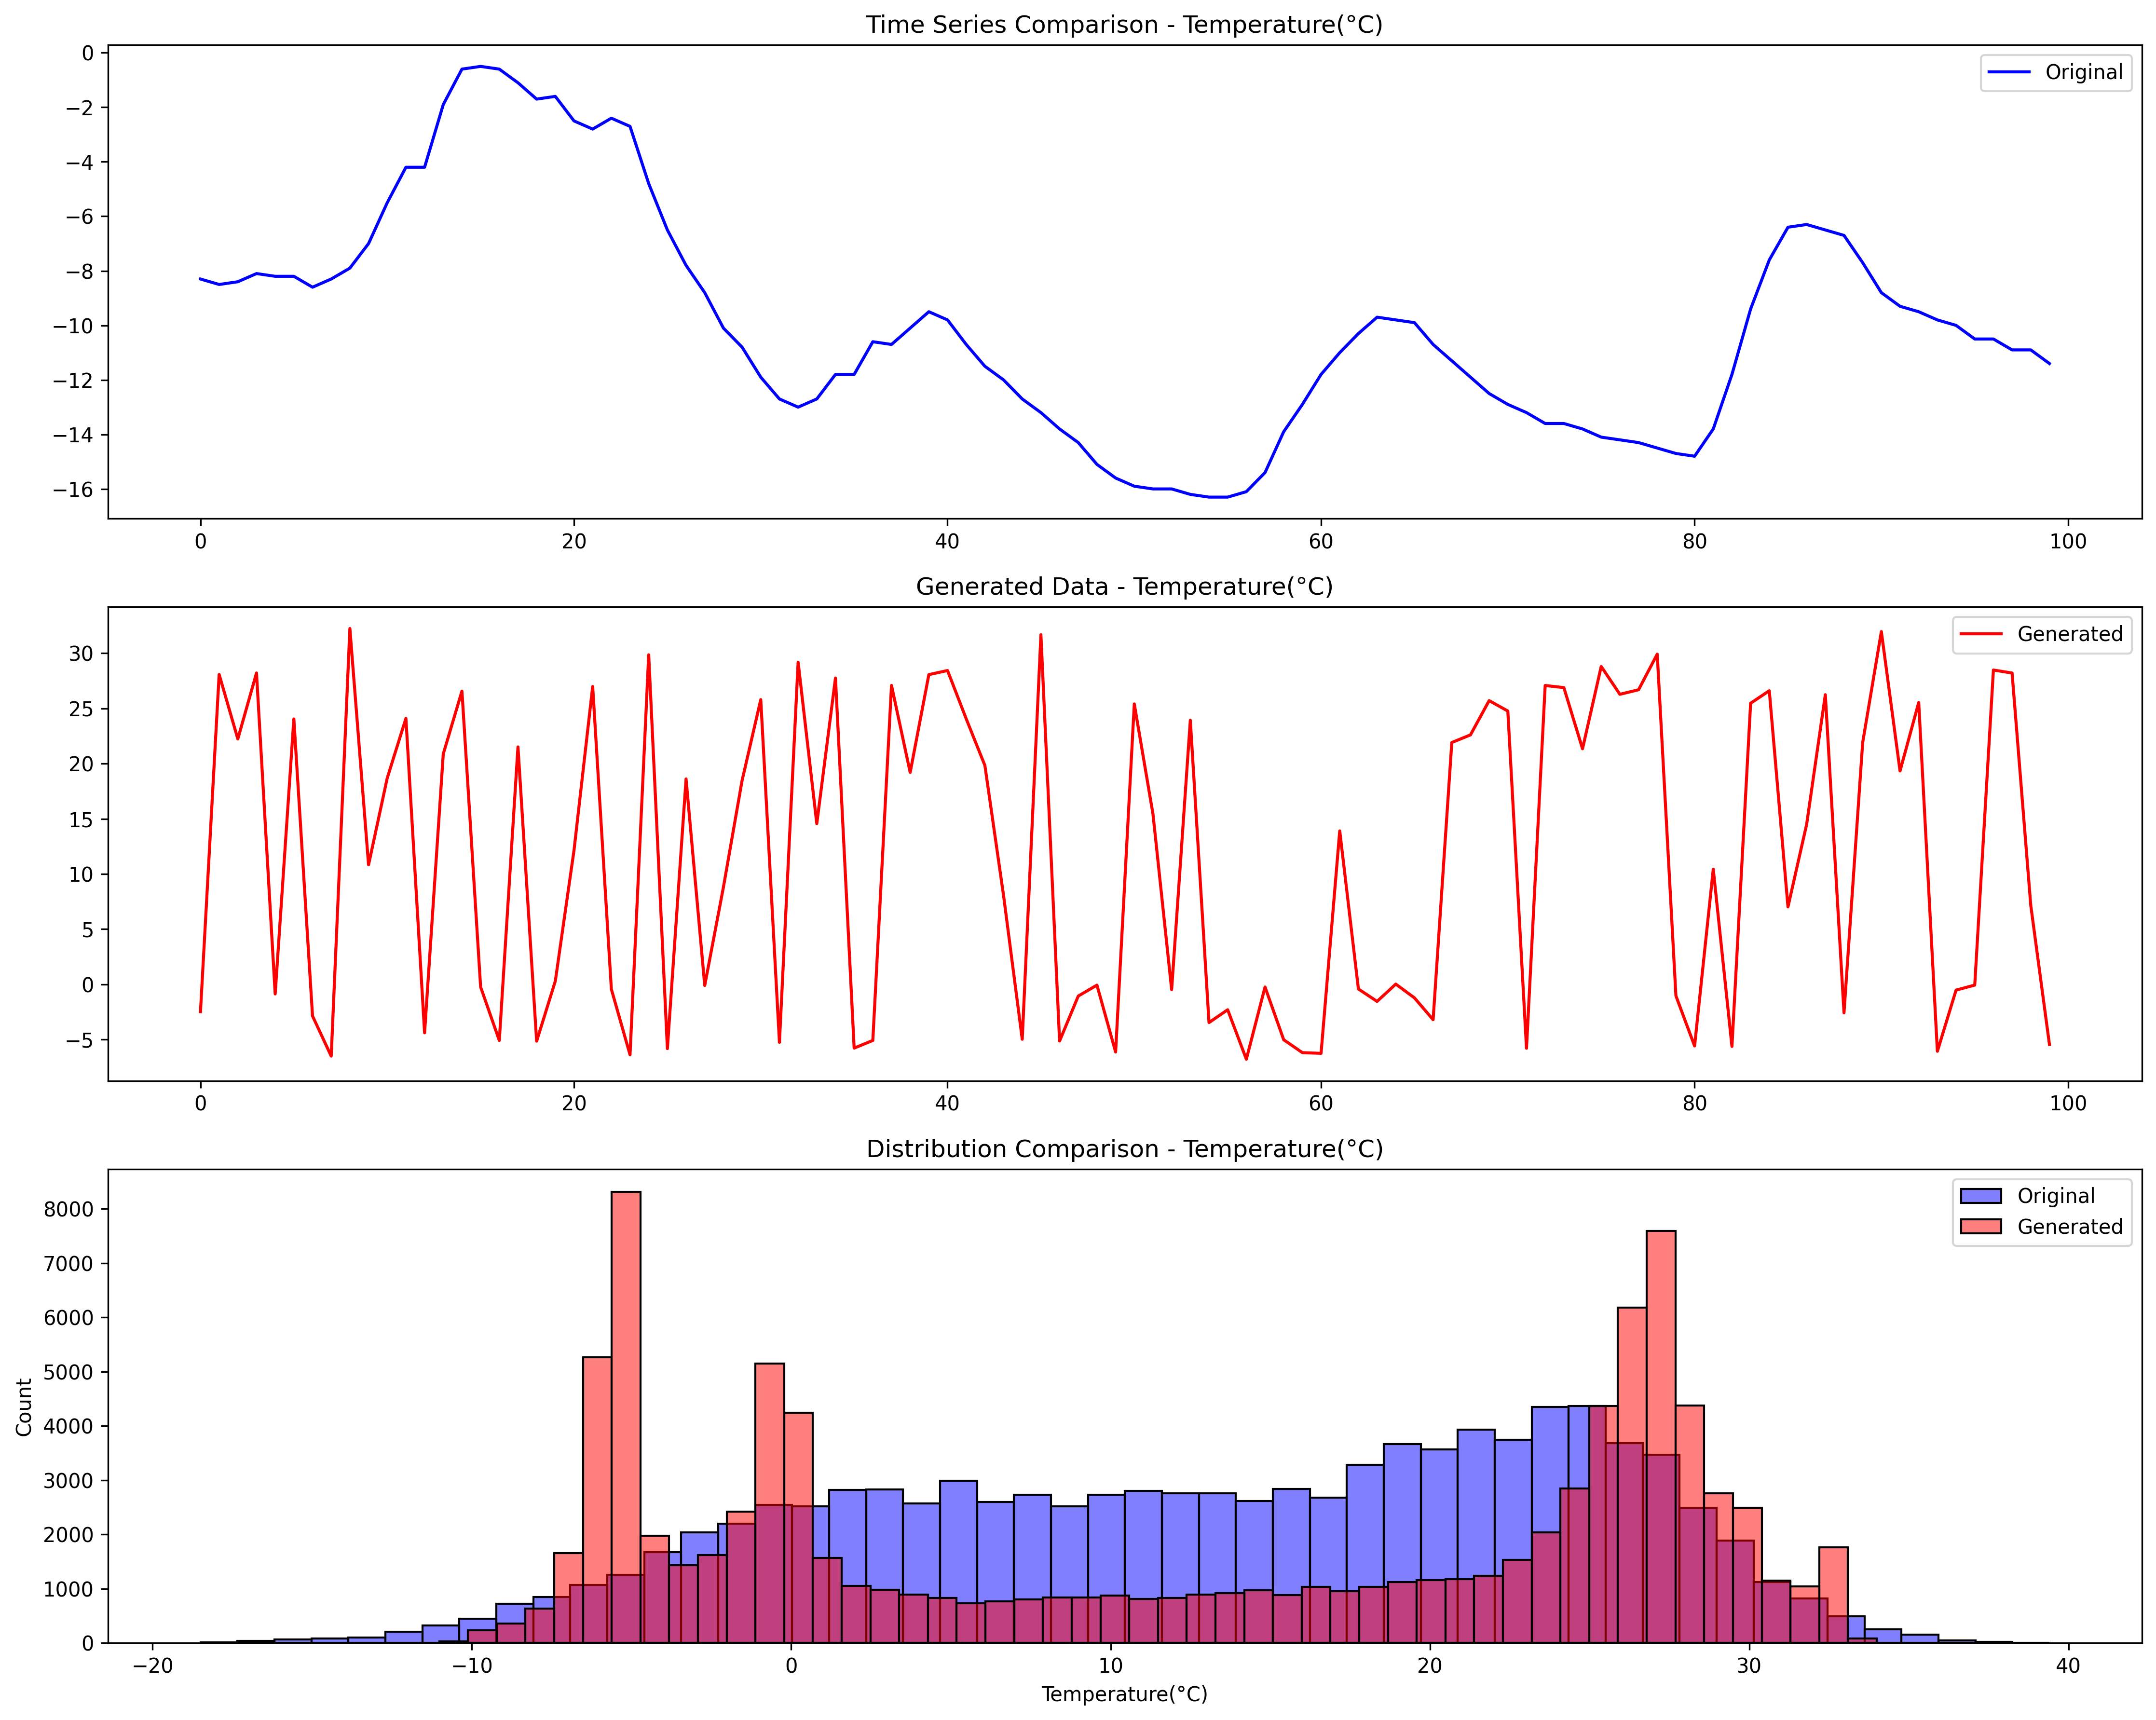 Time Series Comparison - Temperature(°C)
Original
0
−2
−4
−6
−8
−10
−12
−14
−16
0 20 40 60 80 100
Generated Data - Temperature(°C)
Generated
30
25
20
15
10
5
0
−5
0 20 40 60 80 100
Distribution Comparison - Temperature(°C)
Original
Generated
Count
8000
7000
6000
5000
4000
3000
2000
1000
0
−20 −10 0 10 20 30 40
Temperature(°C)